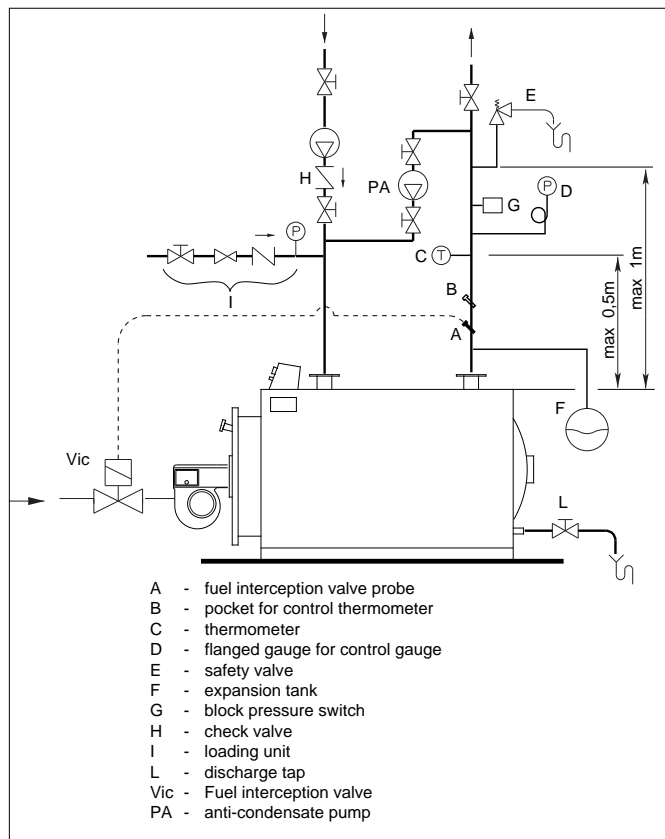 E
P
D
H
PA
G
P
C T
I
B
A
max 0,5m
max 1m
F
Vic
L
A - fuel interception valve probe
B - pocket for control thermometer
C - thermometer
D - flanged gauge for control gauge
E - safety valve
F - expansion tank
G - block pressure switch
H - check valve
I - loading unit
L - discharge tap
Vic - Fuel interception valve
PA - anti-condensate pump